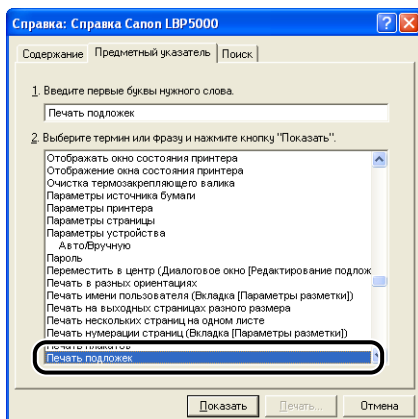 Справка: Справка Canon LBP5000
Содержание Предметный указатель Поиск
1. Введите первые буквы нужного слова.
Печать подложек
2. Выберите термин или фразу и нажмите кнопку "Показать".
Отображать окно состояния принтера
Отображение окна состояния принтера
Очистка термозакрепляющего валика
Параметры источника бумаги
Параметры принтера
Параметры страницы
Параметры устройства
Авто/Вручную
Пароль
Переместить в центр (Диалоговое окно [Редактирование подлож
Печать в разных ориентациях
Печать имени пользователя (Вкладка [Параметры разметки])
Печать на выходных страницах разного размера
Печать нескольких страниц на одном листе
Печать нумерации страниц (Вкладка [Параметры разметки])
Печать плакатов
Печать подложек
Показать Печать... Отмена